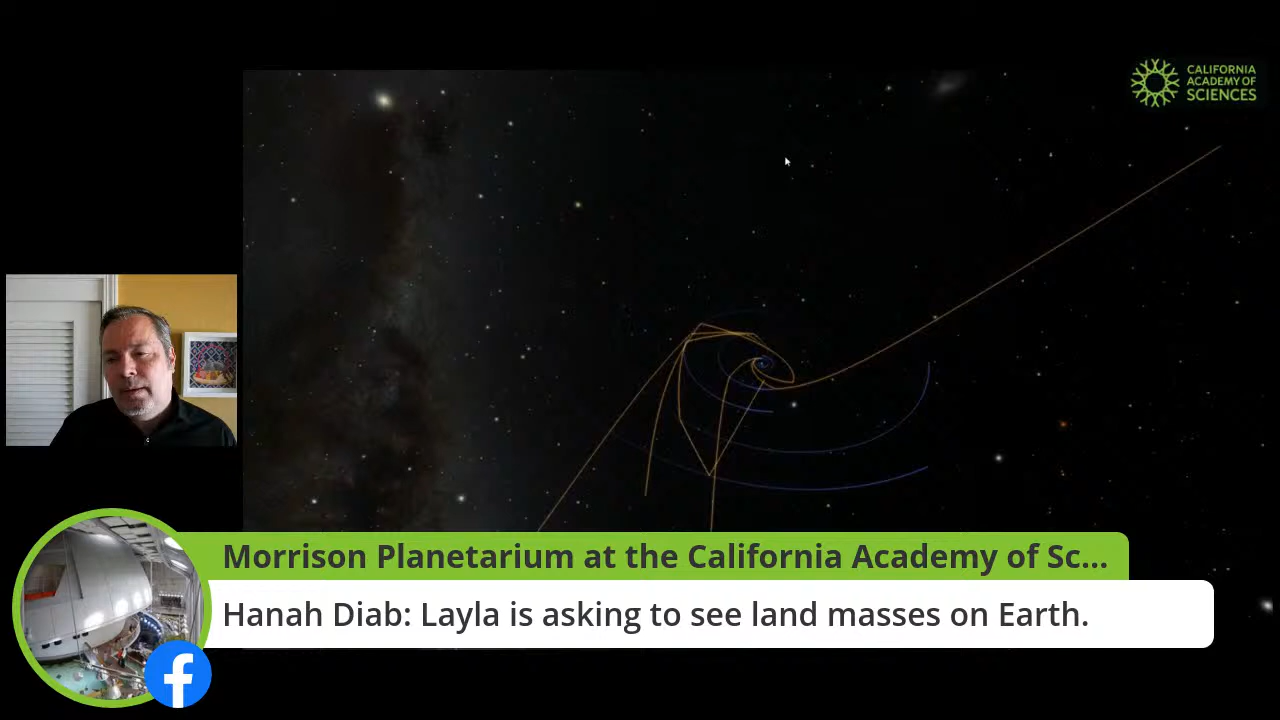 CALIFORNIA
ACADEMY OF
SCIENCES
Morrison Planetarium at the California Academy of Sc...
Hanah Diab: Layla is asking to see land masses on Earth.